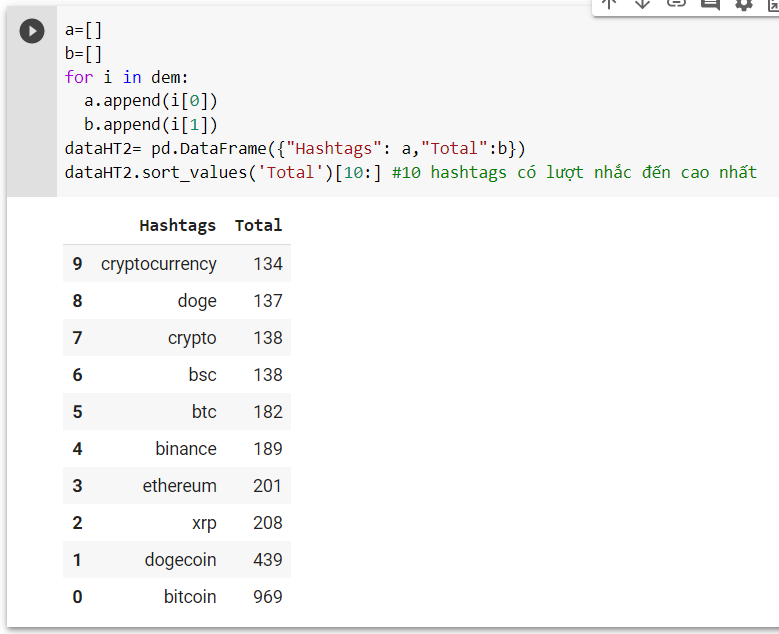 a=[]
b=[]
for i in dem:
  a.append(i[0])
  b.append(i[1])
dataHT2= pd.DataFrame({"Hashtags": a,"Total":b})
dataHT2.sort_values('Total')[10:] #10 hashtags có lượt nhắc đến cao nhất
Hashtags Total
9 cryptocurrency 134
8 doge 137
7 crypto 138
6 bsc 138
5 btc 182
4 binance 189
3 ethereum 201
2 xrp 208
1 dogecoin 439
0 bitcoin 969